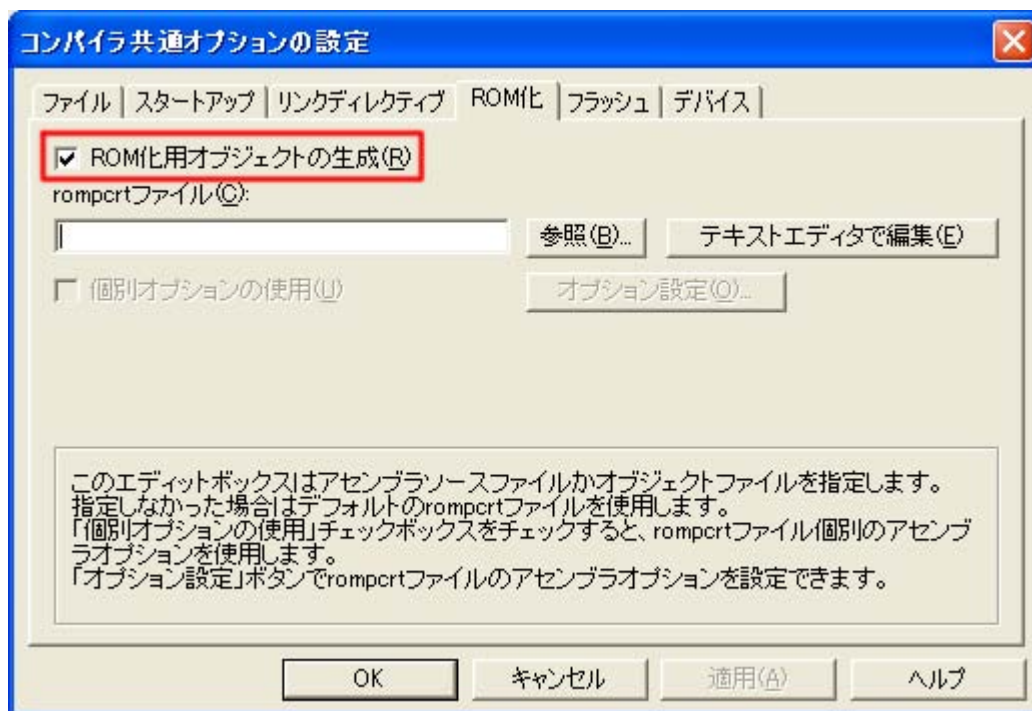 コンパイラ共通オプションの設定
ファイル スタートアップ リンクディレクティブ ROM化 フラッシュ デバイス
ROM化用オブジェクトの生成(R)
rompcrtファイル(C):
参照(B)... テキストエディタで編集(E)
個別オプションの使用(U) オプション設定(O)...
このエディットボックスはアセンブラソースファイルかオブジェクトファイルを指定します。
指定しなかった場合はデフォルトのrompcrtファイルを使用します。
「個別オプションの使用」チェックボックスをチェックすると、rompcrtファイル個別のアセンブ
ラオプションを使用します。
「オプション設定」ボタンでrompcrtファイルのアセンブラオプションを設定できます。
OK キャンセル 適用(A) ヘルプ